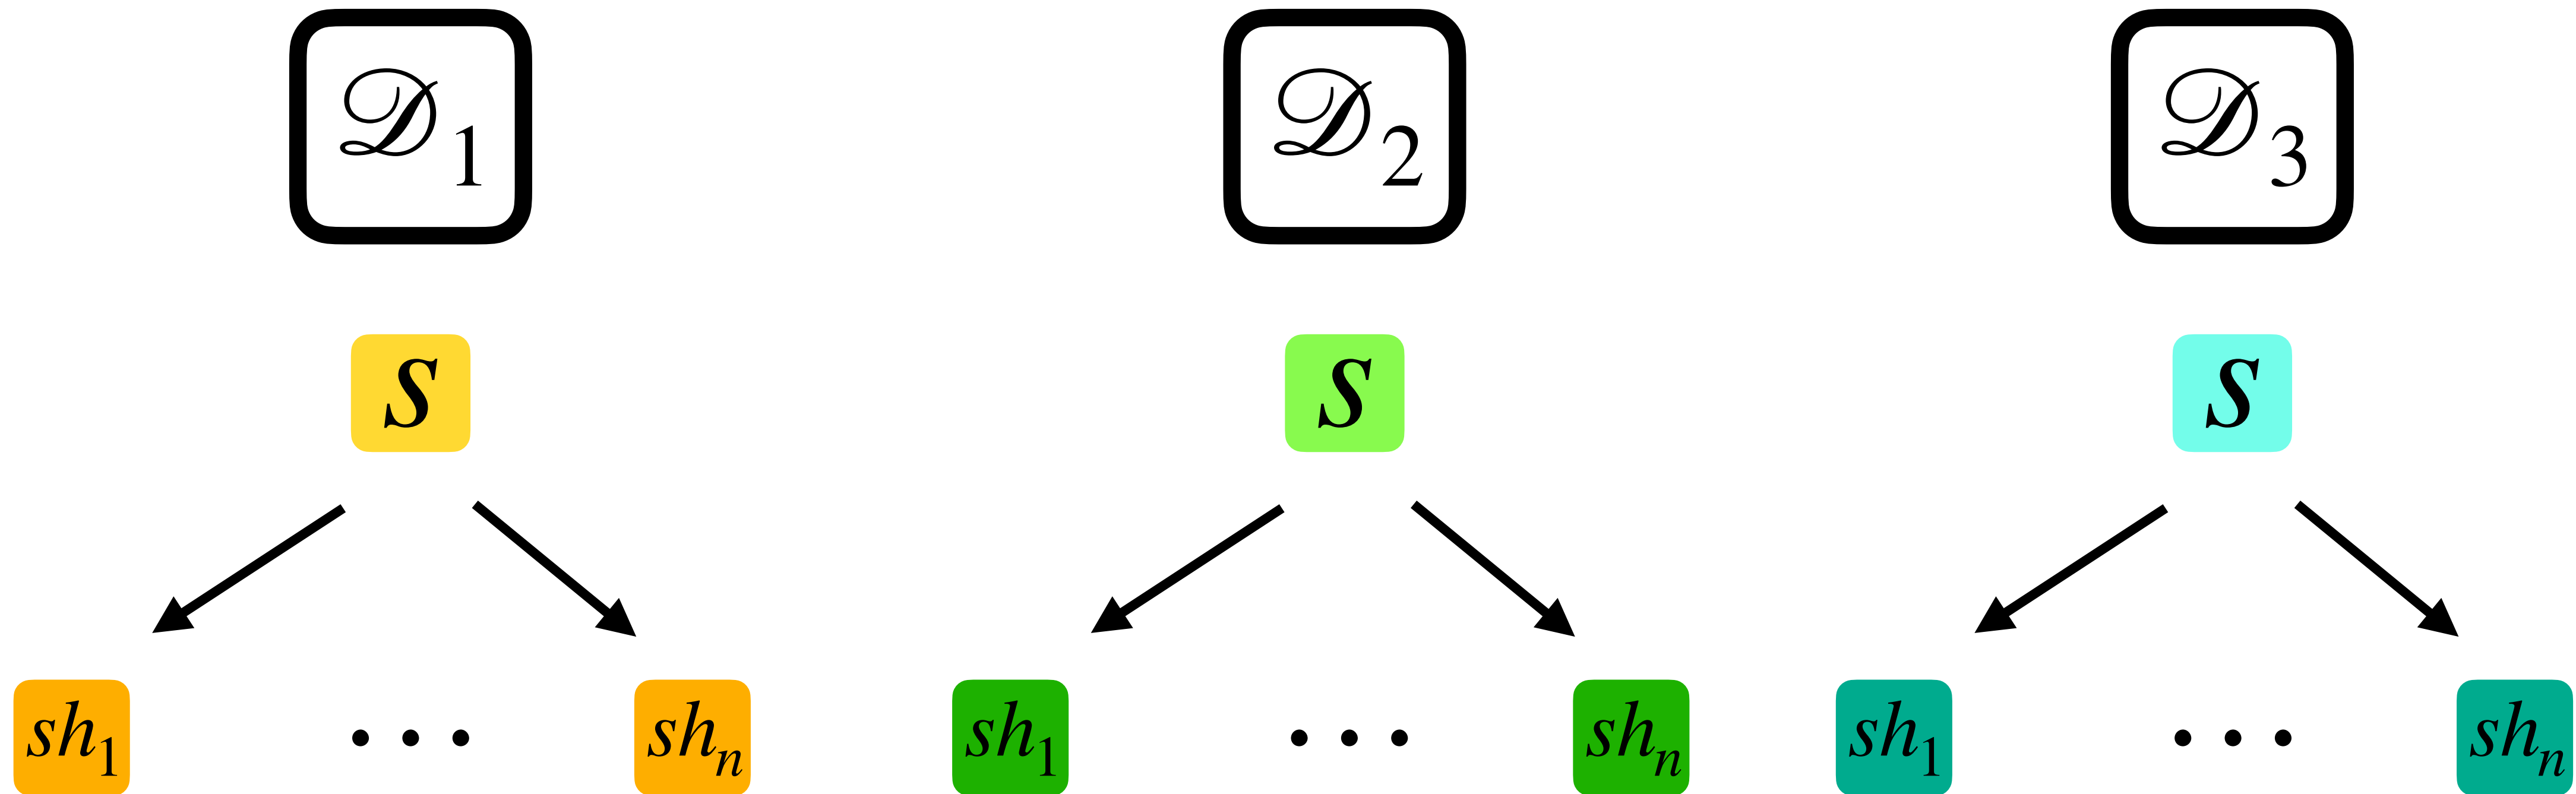 𝒟₁ 𝒟₂ 𝒟₃
s s s
sh₁ ... shₙ sh₁ ... shₙ sh₁ ... shₙ